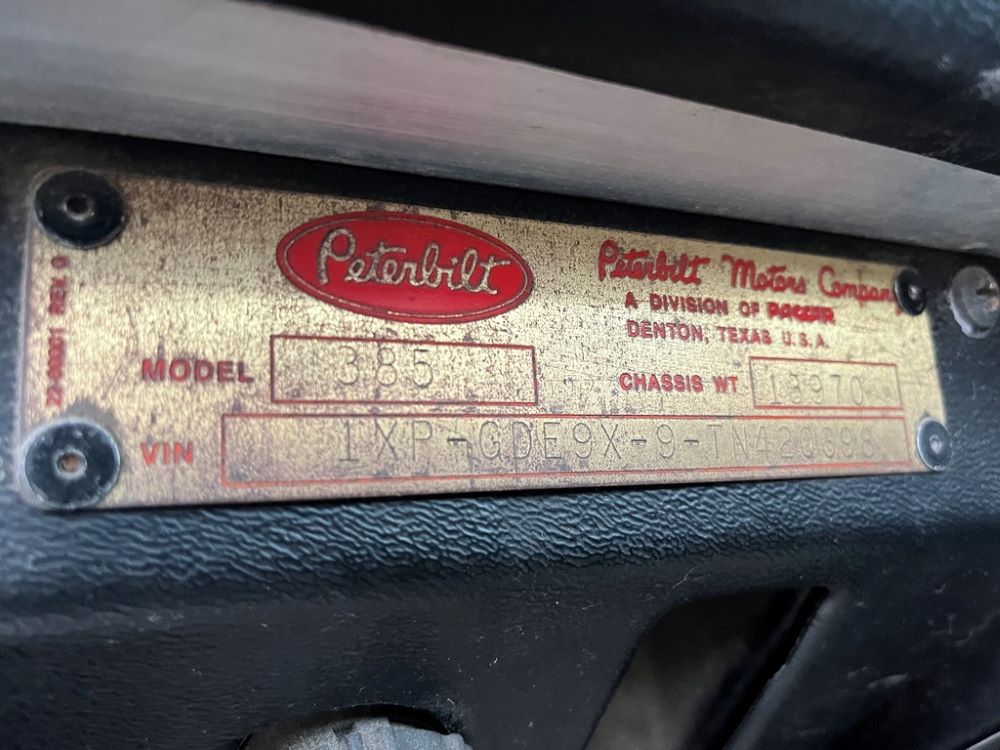 22-00001 REV 0
Peterbilt
Peterbilt Motors Company
A DIVISION OF PACCAR
DENTON, TEXAS U.S.A.
MODEL 385
CHASSIS WT 13970
VIN 1XP-GDE9X-9-TN420608